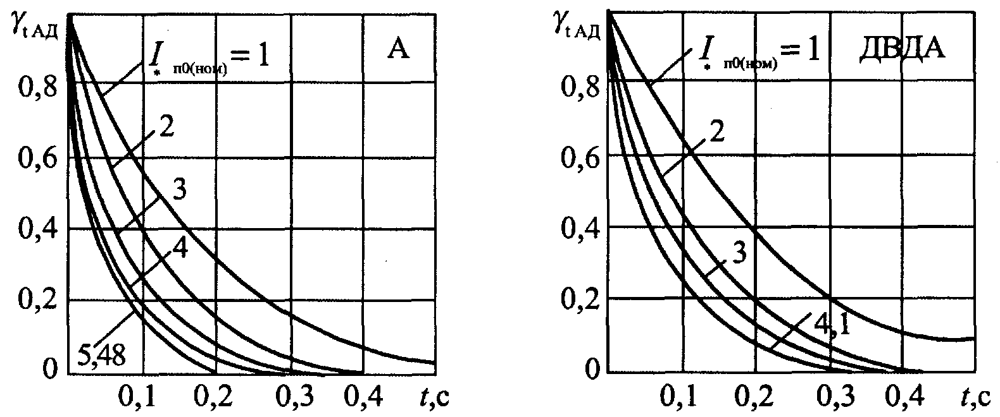 γt АД
I* п0(ном) = 1
А
0,8
2
0,6
3
0,4
4
0,2
5,48
0
0,1 0,2 0,3 0,4 t,с
γt АД
I* п0(ном) = 1
ДВДА
0,8
2
0,6
0,4
3
0,2
4,1
0
0,1 0,2 0,3 0,4 t,с